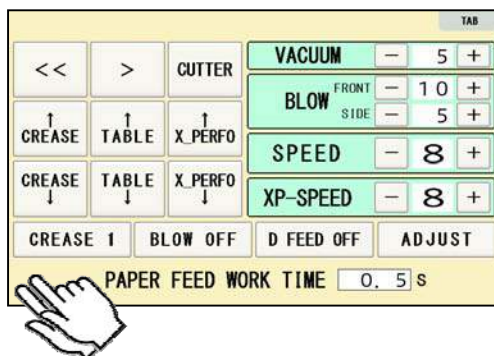 TAB
<< > CUTTER
↑ ↑ ↑
CREASE TABLE X_PERFO
CREASE TABLE X_PERFO
↓ ↓ ↓
VACUUM － 5 ＋
BLOW FRONT － 10 ＋
SIDE 5 ＋
SPEED － 8 ＋
XP-SPEED － 8 ＋
CREASE 1 BLOW OFF D FEED OFF ADJUST
PAPER FEED WORK TIME 0. 5 S